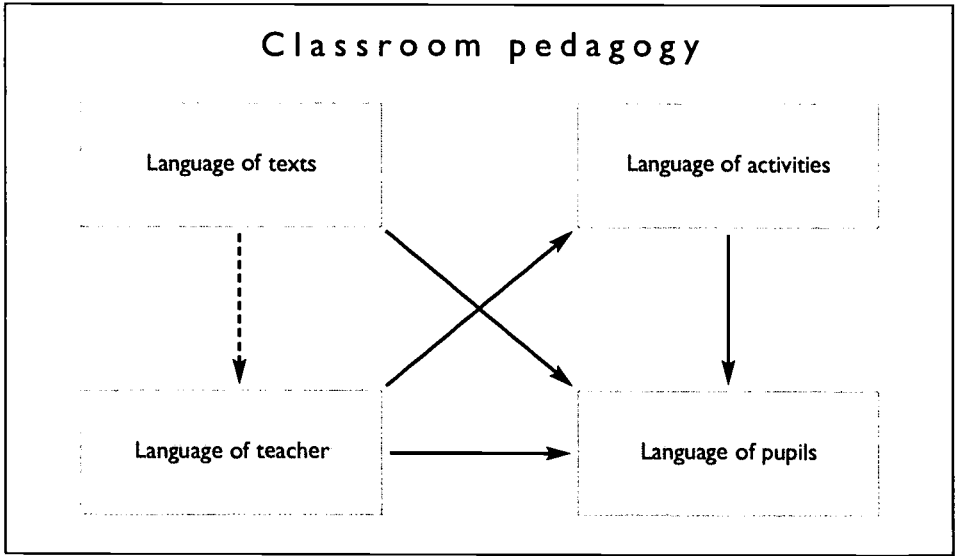 Classroom pedagogy
Language of texts
Language of activities
Language of teacher
Language of pupils